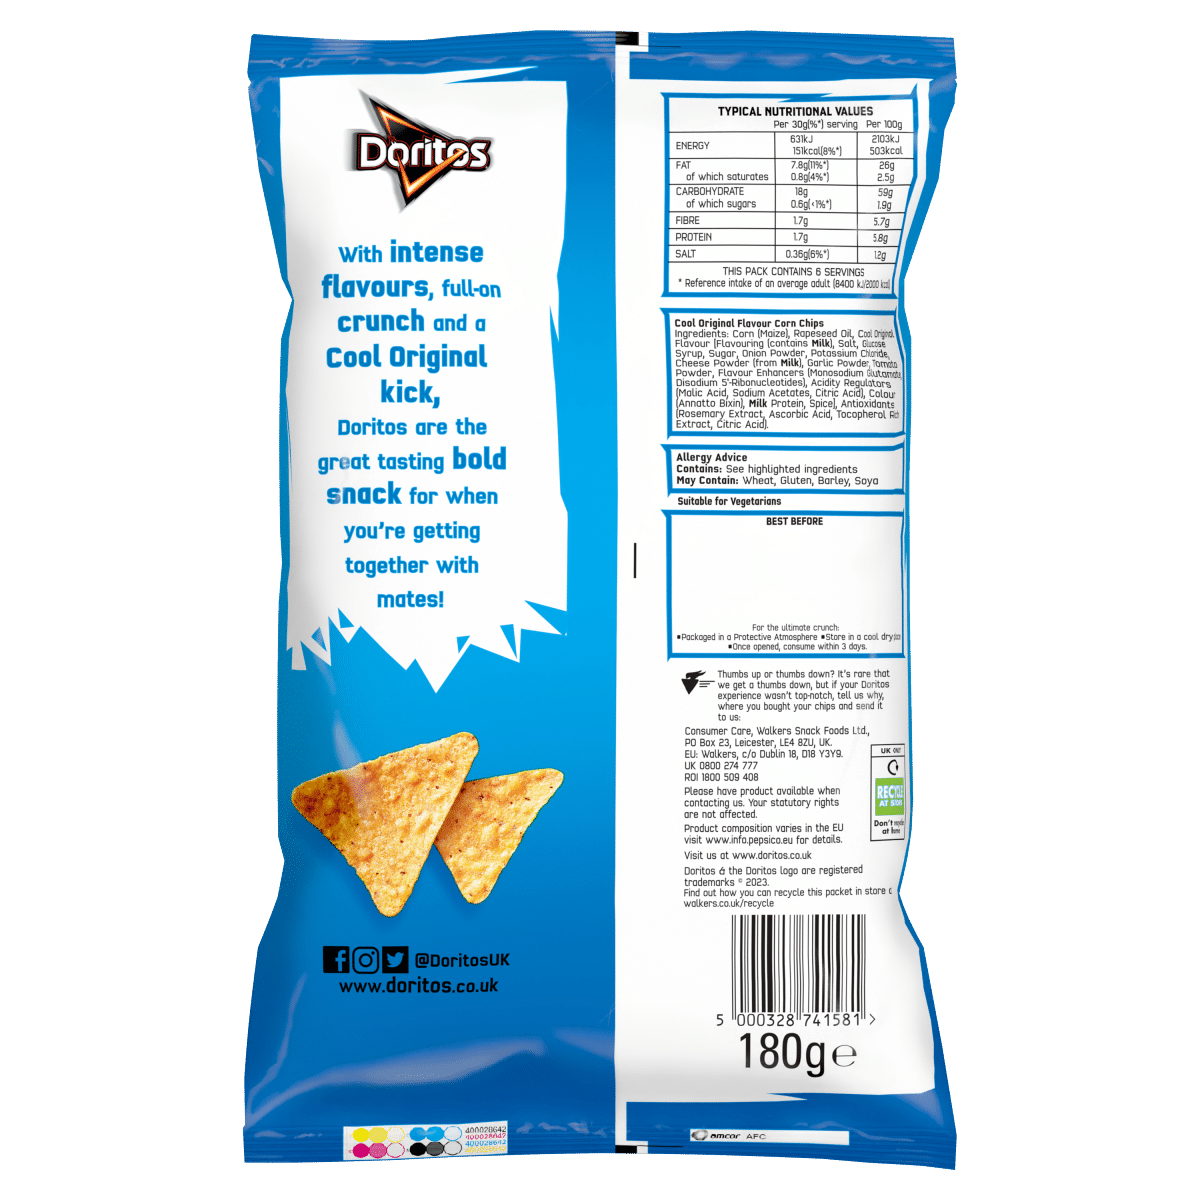 Doritos
With intense
flavours, full-on
crunch and a
Cool Original
kick,
Doritos are the
great tasting bold
snack for when
you're getting
together with
mates!
@DoritosUK
www.doritos.co.uk
400028642
400028642
400028642
TYPICAL NUTRITIONAL VALUES
Per 30g(%*) serving Per 100g
ENERGY 631kJ 2103kJ
151kcal(8%*) 503kcal
FAT 7.8g(11%*) 26g
of which saturates 0.8g(4%*) 2.5g
CARBOHYDRATE 18g 59g
of which sugars 0.6g(<1%*) 1.9g
FIBRE 1.7g 5.7g
PROTEIN 1.7g 5.8g
SALT 0.36g(6%*) 1.2g
THIS PACK CONTAINS 6 SERVINGS
* Reference intake of an average adult (8400 kJ/2000 kcal)
Cool Original Flavour Corn Chips
Ingredients: Corn (Maize), Rapeseed Oil, Cool Original
Flavour [Flavouring (contains Milk), Salt, Glucose
Syrup, Sugar, Onion Powder, Potassium Chloride,
Cheese Powder (from Milk), Garlic Powder, Tomato
Powder, Flavour Enhancers (Monosodium Glutamate,
Disodium 5'-Ribonucleotides), Acidity Regulators
(Malic Acid, Sodium Acetates, Citric Acid), Colour
(Annatto Bixin), Milk Protein, Spice], Antioxidants
(Rosemary Extract, Ascorbic Acid, Tocopherol Rich
Extract, Citric Acid).
Allergy Advice
Contains: See highlighted ingredients
May Contain: Wheat, Gluten, Barley, Soya
Suitable for Vegetarians
BEST BEFORE
For the ultimate crunch:
▪Packaged in a Protective Atmosphere ▪Store in a cool dry place
▪Once opened, consume within 3 days.
Thumbs up or thumbs down? It's rare that
we get a thumbs down, but if your Doritos
experience wasn't top-notch, tell us why,
where you bought your chips and send it
to us:
Consumer Care, Walkers Snack Foods Ltd.,
PO Box 23, Leicester, LE4 8ZU, UK.
EU: Walkers, c/o Dublin 18, D18 Y3Y9.
UK 0800 274 777
ROI 1800 509 408
Please have product available when
contacting us. Your statutory rights
are not affected.
Product composition varies in the EU
visit www.info.pepsico.eu for details.
Visit us at www.doritos.co.uk
Doritos & the Doritos logo are registered
trademarks © 2023.
Find out how you can recycle this packet in store @
walkers.co.uk/recycle
UK ONLY
RECYCLE
AT STORE
Don't recycle
at home
5 000328 741581 >
180g e
amcor AFC